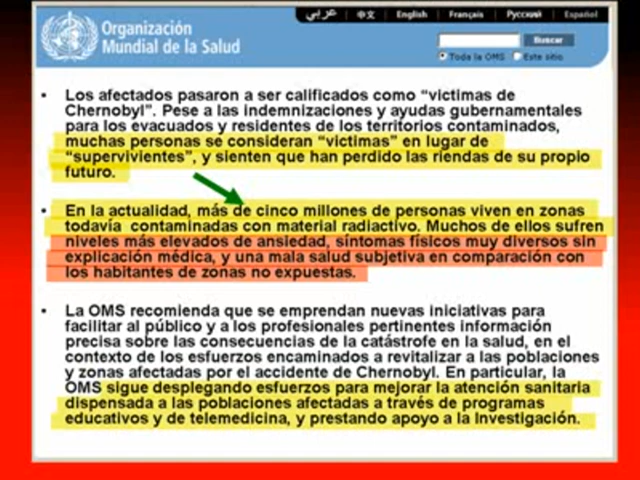 عربي 中文 English Français Русский Español
Organización
Mundial de la Salud
Buscar
Toda la OMS Este sitio
• Los afectados pasaron a ser calificados como “victimas de
Chernobyl”. Pese a las indemnizaciones y ayudas gubernamentales
para los evacuados y residentes de los territorios contaminados,
muchas personas se consideran “victimas” en lugar de
“supervivientes”, y sienten que han perdido las riendas de su propio
futuro.
• En la actualidad, más de cinco millones de personas viven en zonas
todavía contaminadas con material radiactivo. Muchos de ellos sufren
niveles más elevados de ansiedad, síntomas físicos muy diversos sin
explicación médica, y una mala salud subjetiva en comparación con
los habitantes de zonas no expuestas.
• La OMS recomienda que se emprendan nuevas iniciativas para
facilitar al público y a los profesionales pertinentes información
precisa sobre las consecuencias de la catástrofe en la salud, en el
contexto de los esfuerzos encaminados a revitalizar a las poblaciones
y zonas afectadas por el accidente de Chernobyl. En particular, la
OMS sigue desplegando esfuerzos para mejorar la atención sanitaria
dispensada a las poblaciones afectadas a través de programas
educativos y de telemedicina, y prestando apoyo a la Investigación.